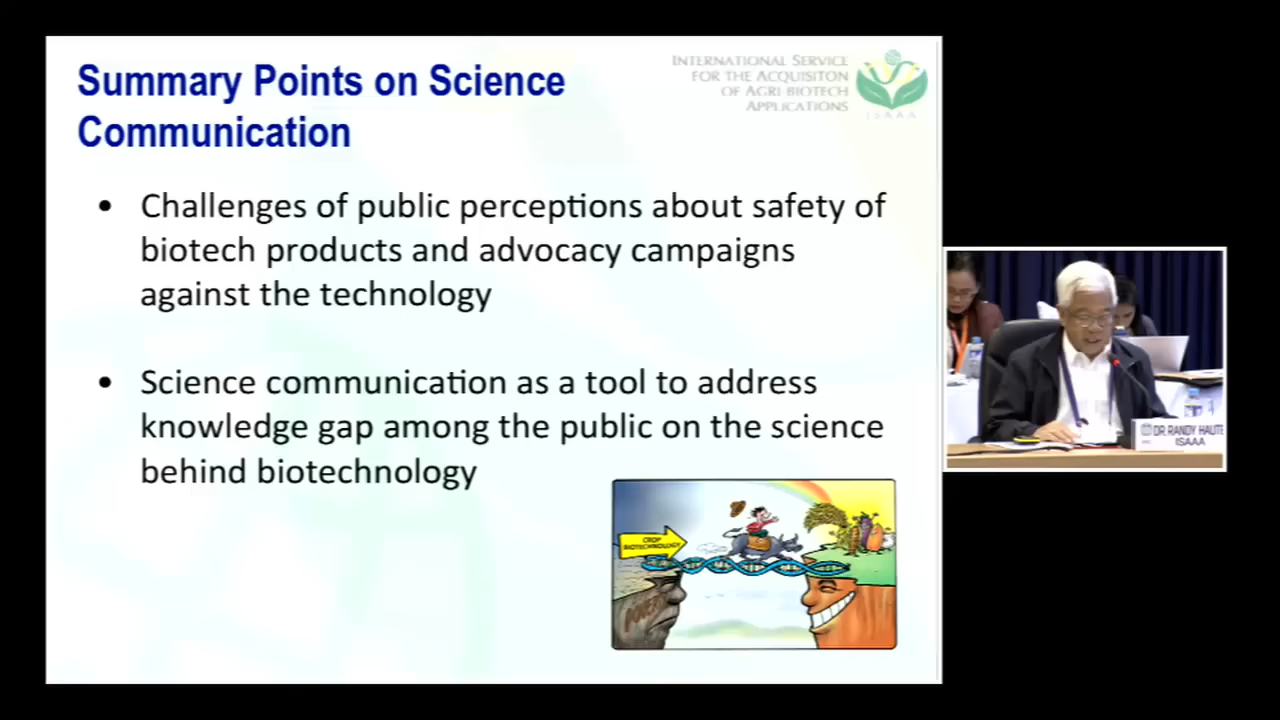 Summary Points on Science
Communication
INTERNATIONAL SERVICE
FOR THE ACQUISITON
OF AGRI BIOTECH
APPLICATIONS
ISAAA
• Challenges of public perceptions about safety of
biotech products and advocacy campaigns
against the technology
• Science communication as a tool to address
knowledge gap among the public on the science
behind biotechnology
CROP
BIOTECHNOLOGY
DR. RANDY HAUTE
ISAAA